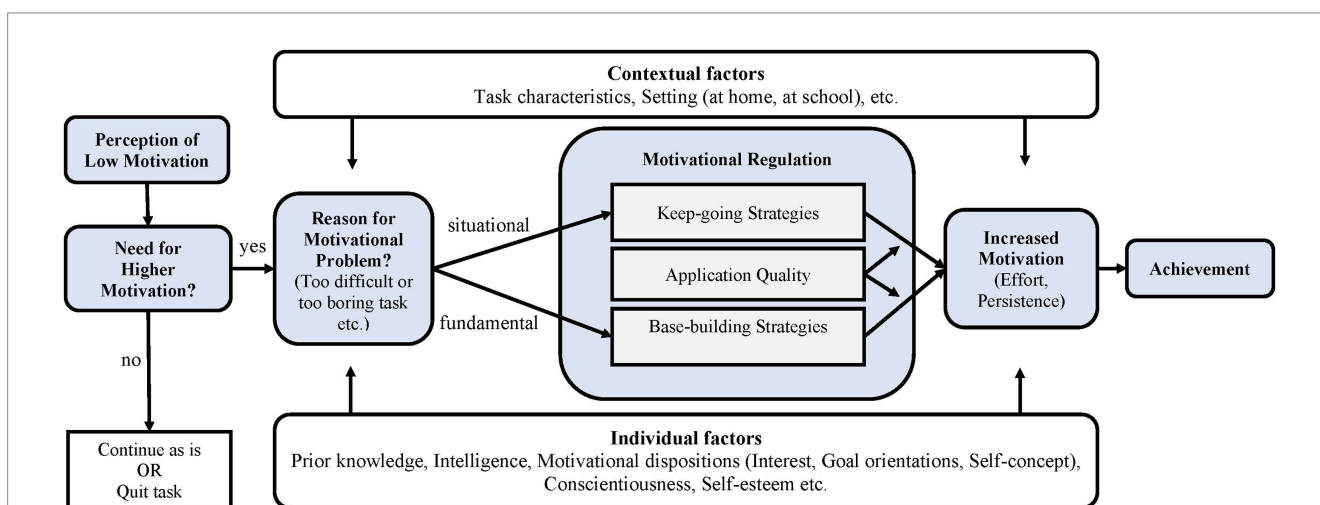 Contextual factors
Task characteristics, Setting (at home, at school), etc.
Perception of
Low Motivation
Need for
Higher
Motivation?
yes
no
Continue as is
OR
Quit task
Reason for
Motivational
Problem?
(Too difficult or
too boring task
etc.)
situational
fundamental
Motivational Regulation
Keep-going Strategies
Application Quality
Base-building Strategies
Increased
Motivation
(Effort,
Persistence)
Achievement
Individual factors
Prior knowledge, Intelligence, Motivational dispositions (Interest, Goal orientations, Self-concept),
Conscientiousness, Self-esteem etc.